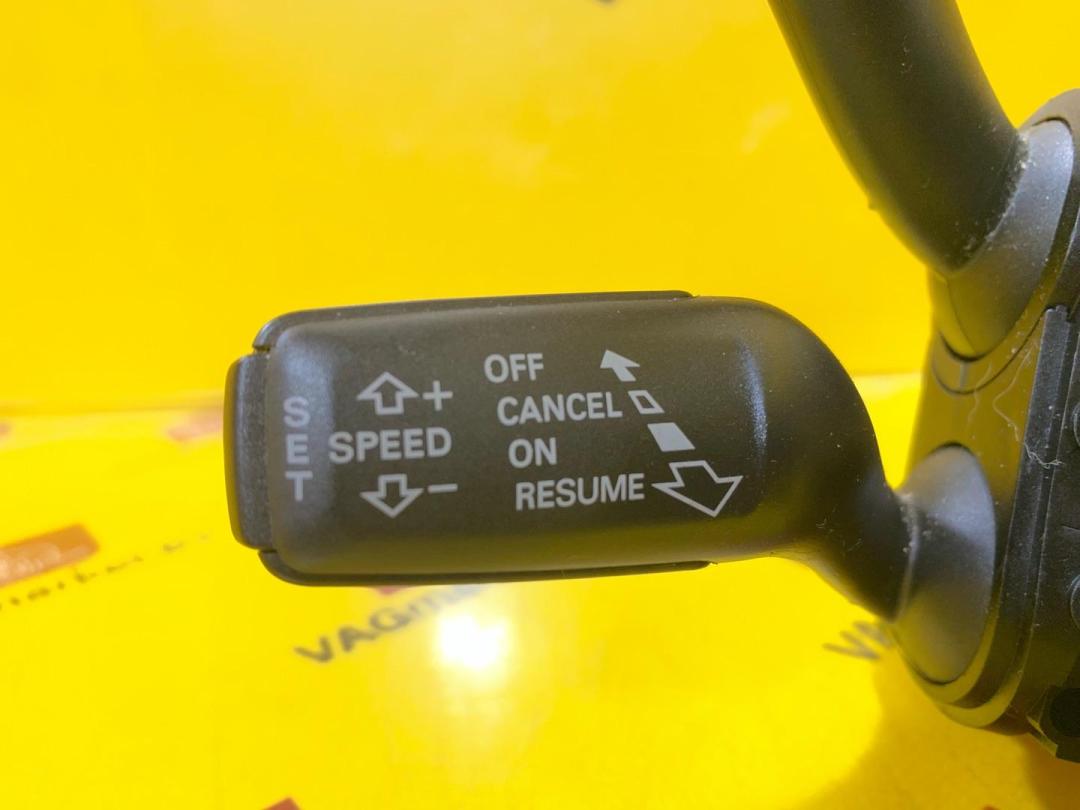 SET
+
SPEED
−
OFF
CANCEL
ON
RESUME